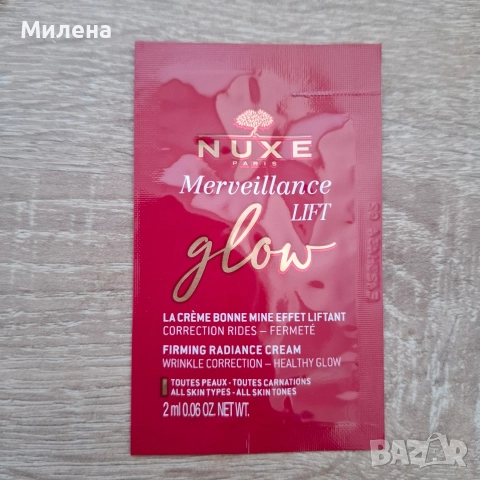 Милена
NUXE
PARIS
Merveillance
LIFT
glow
LA CRÈME BONNE MINE EFFET LIFTANT
CORRECTION RIDES – FERMETÉ
FIRMING RADIANCE CREAM
WRINKLE CORRECTION – HEALTHY GLOW
TOUTES PEAUX - TOUTES CARNATIONS
ALL SKIN TYPES - ALL SKIN TONES
2 ml 0.06 OZ. NET WT.
BAZAR